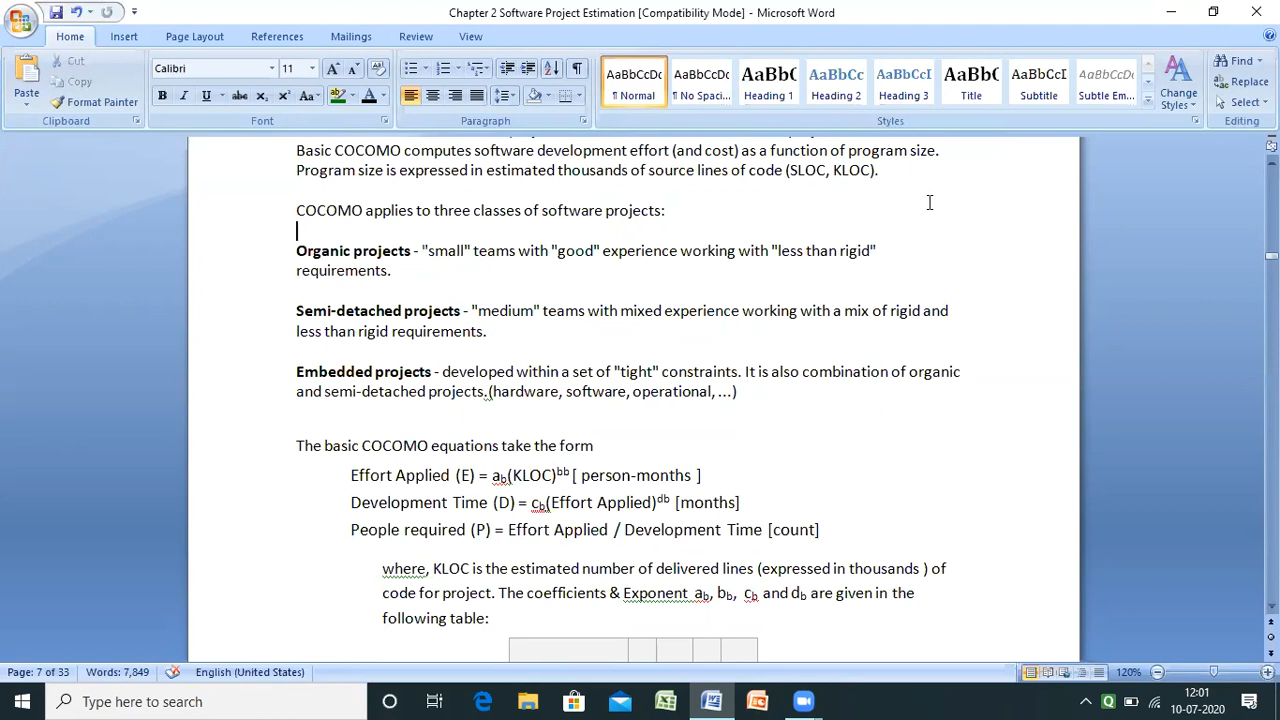 Chapter 2 Software Project Estimation [Compatibility Mode] - Microsoft Word
Home Insert Page Layout References Mailings Review View
Paste
Cut
Copy
Format Painter
Clipboard
Calibri 11
Font
Paragraph
AaBbCcDc AaBbCcDc AaBbC AaBbCc AaBbCcI AaBbC AaBbCcI AaBbCcDc
¶ Normal ¶ No Spaci... Heading 1 Heading 2 Heading 3 Title Subtitle Subtle Em...
Change Styles
Styles
Find
Replace
Select
Editing
Basic COCOMO computes software development effort (and cost) as a function of program size.
Program size is expressed in estimated thousands of source lines of code (SLOC, KLOC).
COCOMO applies to three classes of software projects:
Organic projects - "small" teams with "good" experience working with "less than rigid"
requirements.
Semi-detached projects - "medium" teams with mixed experience working with a mix of rigid and
less than rigid requirements.
Embedded projects - developed within a set of "tight" constraints. It is also combination of organic
and semi-detached projects.(hardware, software, operational, ...)
The basic COCOMO equations take the form
Effort Applied (E) = ab(KLOC)bb [ person-months ]
Development Time (D) = cb(Effort Applied)db [months]
People required (P) = Effort Applied / Development Time [count]
where, KLOC is the estimated number of delivered lines (expressed in thousands ) of
code for project. The coefficients & Exponent ab, bb, cb and db are given in the
following table:
Page: 7 of 33 Words: 7,849 English (United States) 120%
Type here to search
12:01
10-07-2020